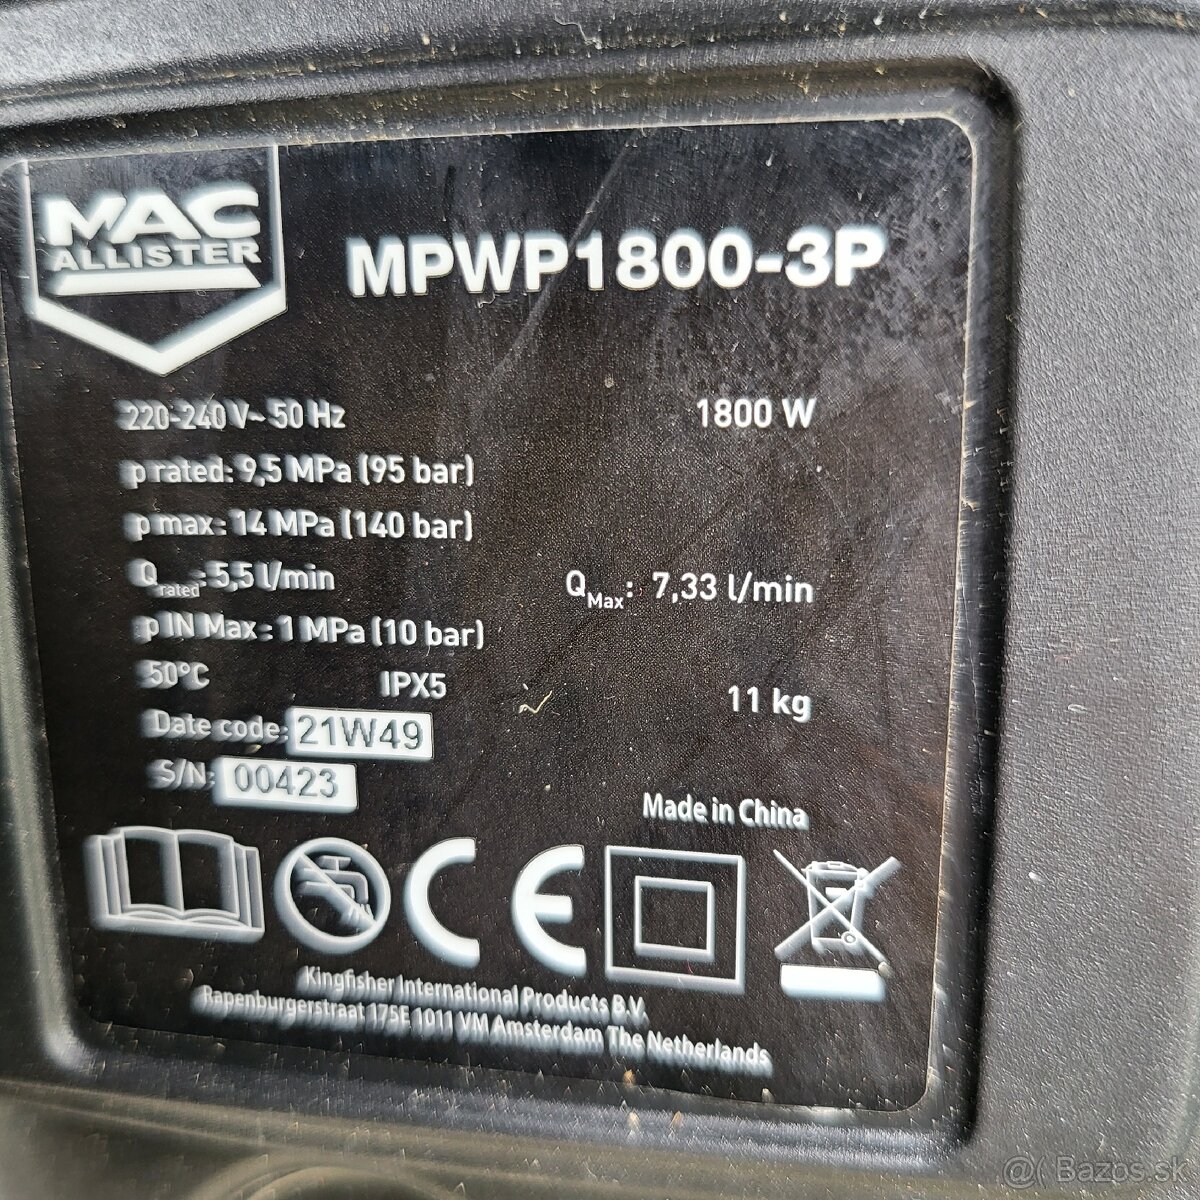 MAC
ALLISTER
MPWP1800-3P
220-240 V~ 50 Hz 1800 W
p rated: 9,5 MPa (95 bar)
p max: 14 MPa (140 bar)
Q rated: 5,5 l/min QMax: 7,33 l/min
p IN Max: 1 MPa (10 bar)
50°C IPX5 11 kg
Date code: 21W49
S/N: 00423
Made in China
CE
Kingfisher International Products B.V.
Rapenburgerstraat 175E 1011 VM Amsterdam The Netherlands
@( Bazos.sk